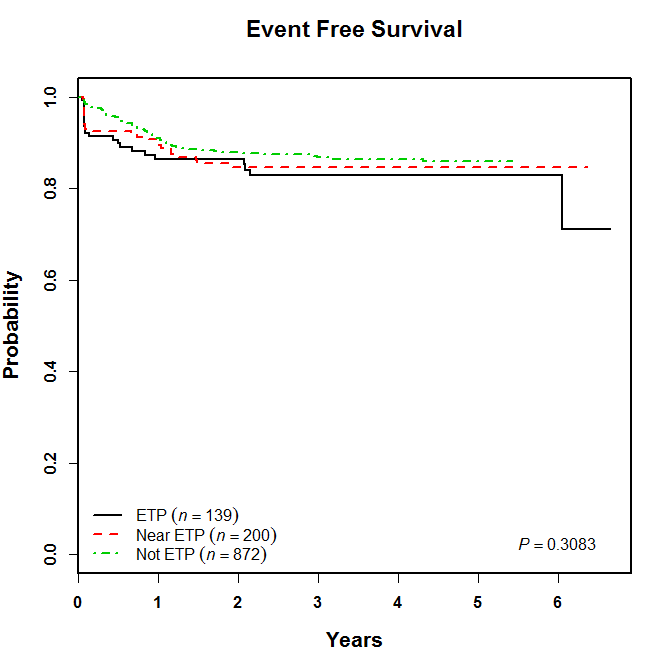 Event Free Survival
Probability
1.0
0.8
0.6
0.4
0.2
0.0
ETP (n = 139)
Near ETP (n = 200)
Not ETP (n = 872)
P = 0.3083
0 1 2 3 4 5 6
Years